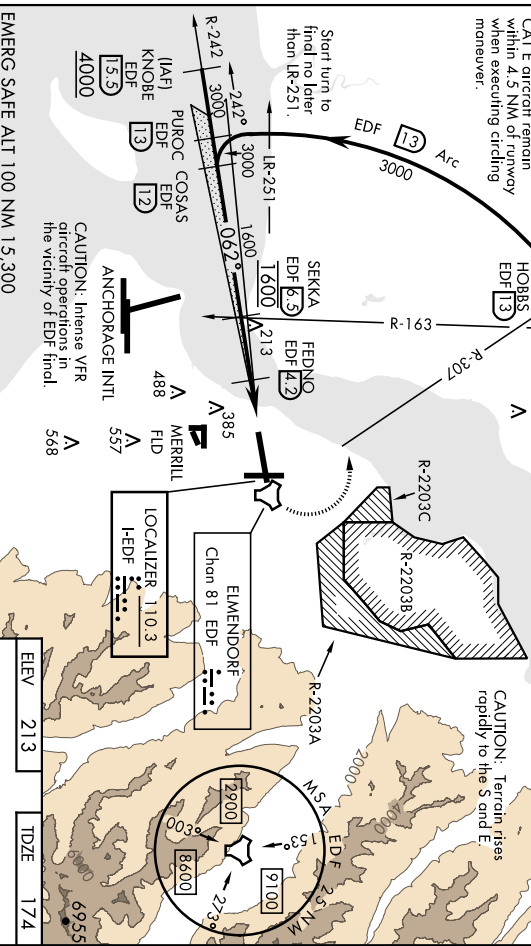 CAT E aircraft remain
within 4.5 NM of runway
when executing circling
maneuver.
HOBBS
EDF 13
EDF 13 Arc
3000
Start turn to
final no later
than LR-251.
LR-251
R-242
242°
3000
3000
(IAF)
KNOBE
EDF
15.5
4000
PUROC
EDF
13
COSAS
EDF
12
1600
062°
SEKKA
EDF 6.5
1600
213
FEDNO
EDF 4.2
R-163
R-307
ANCHORAGE INTL
CAUTION: Intense VFR
aircraft operations in
the vicinity of EDF final.
488
385
MERRILL
FLD
557
568
LOCALIZER 110.3
I-EDF
ELMENDORF
Chan 81 EDF
R-2203C
R-2203B
R-2203A
CAUTION: Terrain rises
rapidly to the S and E.
2000
4000
6000
MSA EDF 25 NM
2900
003°
8600
273°
9100
153°
6955
EMERG SAFE ALT 100 NM 15,300
ELEV 213
TDZE 174